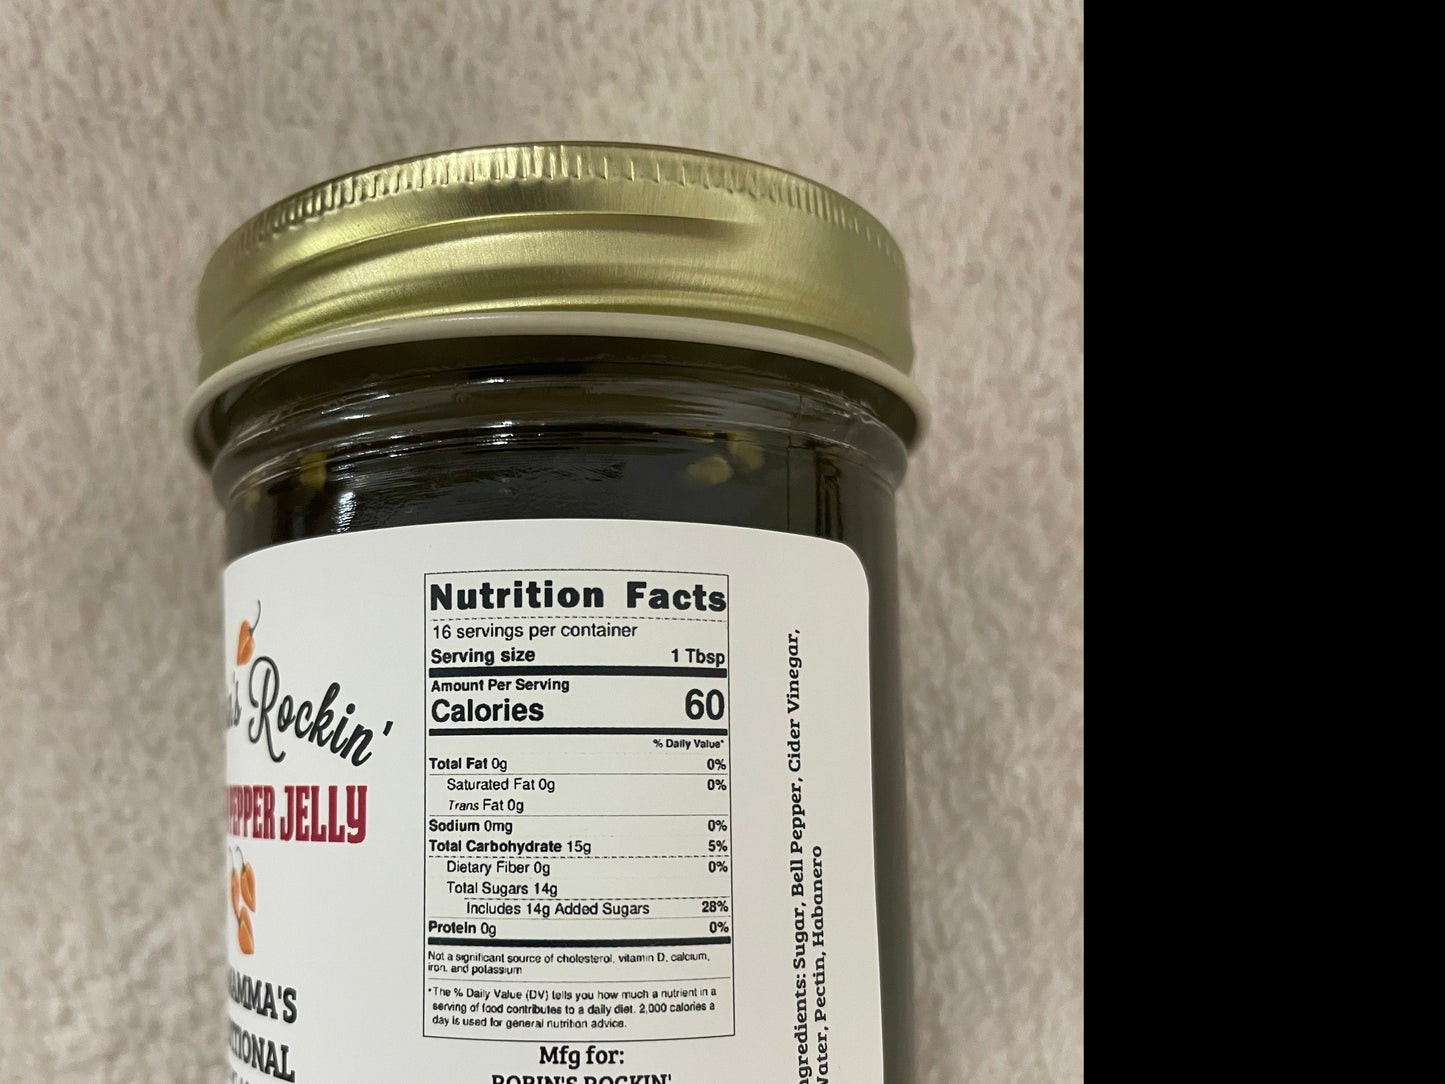 Rockin'
PEPPER JELLY
Nutrition Facts
16 servings per container
Serving size 1 Tbsp
Amount Per Serving
Calories 60
% Daily Value*
Total Fat 0g 0%
Saturated Fat 0g 0%
Trans Fat 0g
Sodium 0mg 0%
Total Carbohydrate 15g 5%
Dietary Fiber 0g 0%
Total Sugars 14g
Includes 14g Added Sugars 28%
Protein 0g 0%
Not a significant source of cholesterol, vitamin D, calcium,
iron, and potassium
*The % Daily Value (DV) tells you how much a nutrient in a
serving of food contributes to a daily diet. 2,000 calories a
day is used for general nutrition advice.
Mfg for:
ROBIN'S ROCKIN'
ngredients: Sugar, Bell Pepper, Cider Vinegar,
Water, Pectin, Habanero